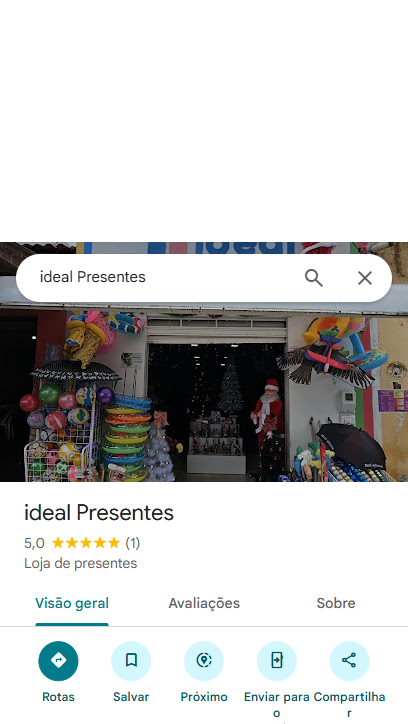 ideal
ideal Presentes
ideal Presentes
5,0 (1)
Loja de presentes
Visão geral
Avaliações
Sobre
Rotas
Salvar
Próximo
Enviar para o
Compartilhar